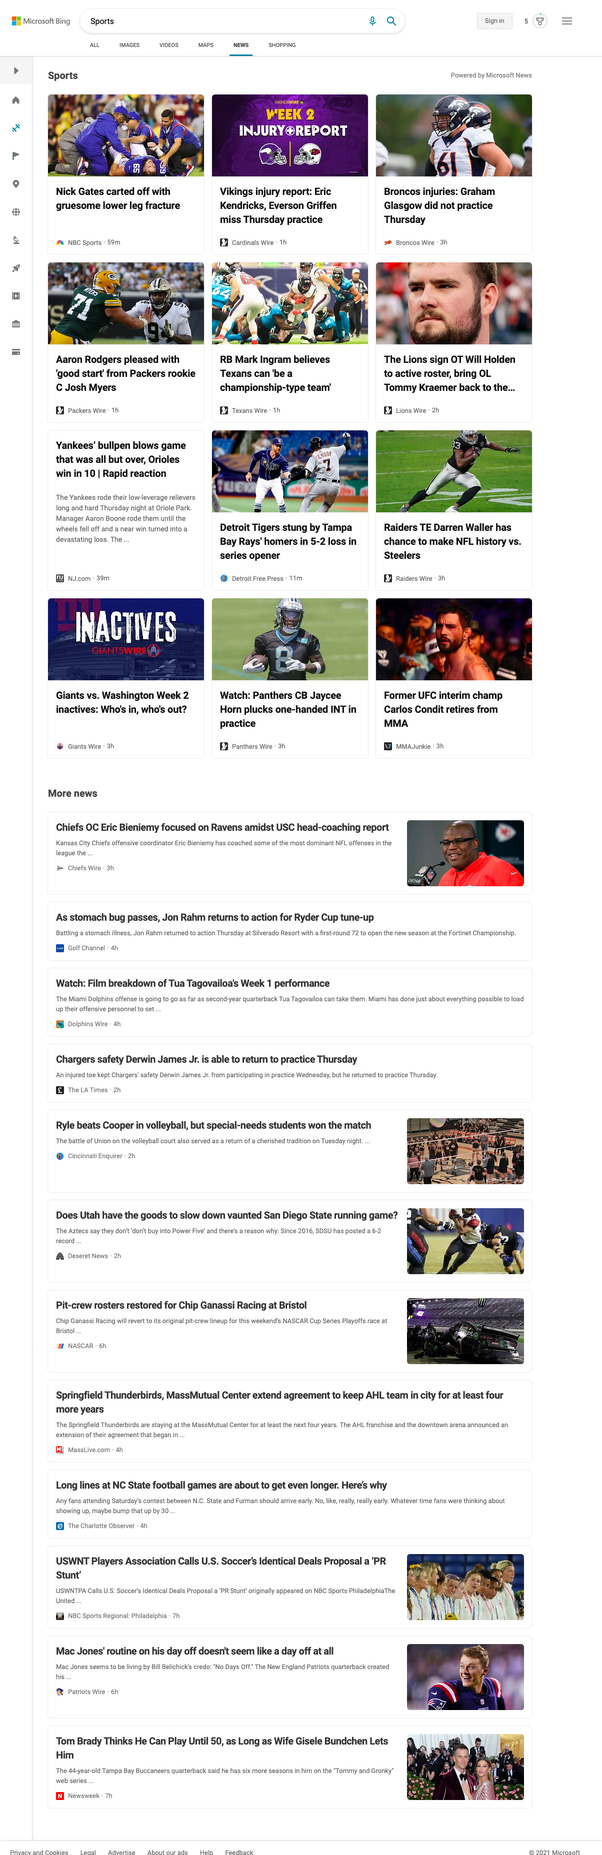 Microsoft Bing
Sports
Sign in
5
ALL IMAGES VIDEOS MAPS NEWS SHOPPING
Sports
Powered by Microsoft News
Nick Gates carted off with
gruesome lower leg fracture
NBC Sports · 59m
WEEK 2
INJURY REPORT
Vikings injury report: Eric
Kendricks, Everson Griffen
miss Thursday practice
Cardinals Wire · 1h
61
Broncos injuries: Graham
Glasgow did not practice
Thursday
Broncos Wire · 3h
71
Aaron Rodgers pleased with
'good start' from Packers rookie
C Josh Myers
Packers Wire · 1h
RB Mark Ingram believes
Texans can 'be a
championship-type team'
Texans Wire · 1h
The Lions sign OT Will Holden
to active roster, bring OL
Tommy Kraemer back to the...
Lions Wire · 2h
Yankees' bullpen blows game
that was all but over, Orioles
win in 10 | Rapid reaction
The Yankees rode their low-leverage relievers
long and hard Thursday night at Oriole Park.
Manager Aaron Boone rode them until the
wheels fell off and a near win turned into a
devastating loss. The ...
NJ.com · 39m
Detroit Tigers stung by Tampa
Bay Rays' homers in 5-2 loss in
series opener
Detroit Free Press · 11m
Raiders TE Darren Waller has
chance to make NFL history vs.
Steelers
Raiders Wire · 3h
INACTIVES
GIANTSWIRE
Giants vs. Washington Week 2
inactives: Who's in, who's out?
Giants Wire · 3h
8
Watch: Panthers CB Jaycee
Horn plucks one-handed INT in
practice
Panthers Wire · 3h
Former UFC interim champ
Carlos Condit retires from
MMA
MMAJunkie · 3h
More news
Chiefs OC Eric Bieniemy focused on Ravens amidst USC head-coaching report
Kansas City Chiefs offensive coordinator Eric Bieniemy has coached some of the most dominant NFL offenses in the
league the ...
Chiefs Wire · 3h
As stomach bug passes, Jon Rahm returns to action for Ryder Cup tune-up
Battling a stomach illness, Jon Rahm returned to action Thursday at Silverado Resort with a first-round 72 to open the new season at the Fortinet Championship.
Golf Channel · 4h
Watch: Film breakdown of Tua Tagovailoa's Week 1 performance
The Miami Dolphins offense is going to go as far as second-year quarterback Tua Tagovailoa can take them. Miami has done just about everything possible to load
up their offensive personnel to set ...
Dolphins Wire · 4h
Chargers safety Derwin James Jr. is able to return to practice Thursday
An injured toe kept Chargers' safety Derwin James Jr. from participating in practice Wednesday, but he returned to practice Thursday.
The LA Times · 2h
Ryle beats Cooper in volleyball, but special-needs students won the match
The battle of Union on the volleyball court also served as a return of a cherished tradition on Tuesday night. ...
Cincinnati Enquirer · 2h
Does Utah have the goods to slow down vaunted San Diego State running game?
The Aztecs say they don't 'don't buy into Power Five' and there's a reason why: Since 2016, SDSU has posted a 6-2
record ...
Deseret News · 2h
Pit-crew rosters restored for Chip Ganassi Racing at Bristol
Chip Ganassi Racing will revert to its original pit-crew lineup for this weekend's NASCAR Cup Series Playoffs race at
Bristol ...
NASCAR · 6h
Springfield Thunderbirds, MassMutual Center extend agreement to keep AHL team in city for at least four
more years
The Springfield Thunderbirds are staying at the MassMutual Center for at least the next four years. The AHL franchise and the downtown arena announced an
extension of their agreement that began in ...
MassLive.com · 4h
Long lines at NC State football games are about to get even longer. Here's why
Any fans attending Saturday's contest between N.C. State and Furman should arrive early. No, like, really, really early. Whatever time fans were thinking about
showing up, maybe bump that up by 30 ...
The Charlotte Observer · 4h
USWNT Players Association Calls U.S. Soccer's Identical Deals Proposal a 'PR
Stunt'
USWNTPA Calls U.S. Soccer's Identical Deals Proposal a 'PR Stunt' originally appeared on NBC Sports PhiladelphiaThe
United ...
NBC Sports Regional: Philadelphia · 7h
Mac Jones' routine on his day off doesn't seem like a day off at all
Mac Jones seems to be living by Bill Belichick's credo: "No Days Off." The New England Patriots quarterback created
his ...
Patriots Wire · 6h
Tom Brady Thinks He Can Play Until 50, as Long as Wife Gisele Bundchen Lets
Him
The 44-year-old Tampa Bay Buccaneers quarterback said he has six more seasons in him on the "Tommy and Gronky"
web series ...
Newsweek · 7h
Privacy and Cookies Legal Advertise About our ads Help Feedback
© 2021 Microsoft